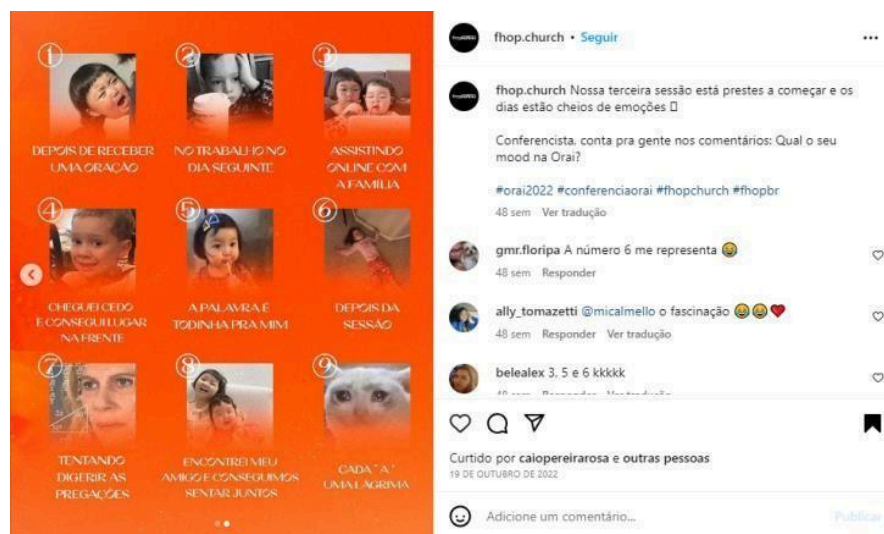 ①
DEPOIS DE RECEBER
UMA ORAÇÃO
②
NO TRABALHO NO
DIA SEGUINTE
③
ASSISTINDO
ONLINE COM
A FAMÍLIA
④
CHEGUEI CEDO
E CONSEGUI LUGAR
NA FRENTE
⑤
A PALAVRA É
TODINHA PRA MIM
⑥
DEPOIS DA
SESSÃO
⑦
TENTANDO
DIGERIR AS
PREGAÇÕES
⑧
ENCONTREI MEU
AMIGO E CONSEGUIMOS
SENTAR JUNTOS
⑨
CADA "A"
UMA LÁGRIMA
fhop.church • Seguir
fhop.church Nossa terceira sessão está prestes a começar e os
dias estão cheios de emoções
Conferencista, conta pra gente nos comentários: Qual o seu
mood na Orai?
#orai2022 #conferenciaorai #fhopchurch #fhopbr
48 sem Ver tradução
gmr.floripa A número 6 me representa 😂
48 sem Responder
ally_tomazetti @micalmello o fascinação 😂😂❤️
48 sem Responder Ver tradução
belealex 3, 5 e 6 kkkkk
48 sem Responder Ver tradução
Curtido por caiopereirarosa e outras pessoas
19 DE OUTUBRO DE 2022
Adicione um comentário...
Publicar